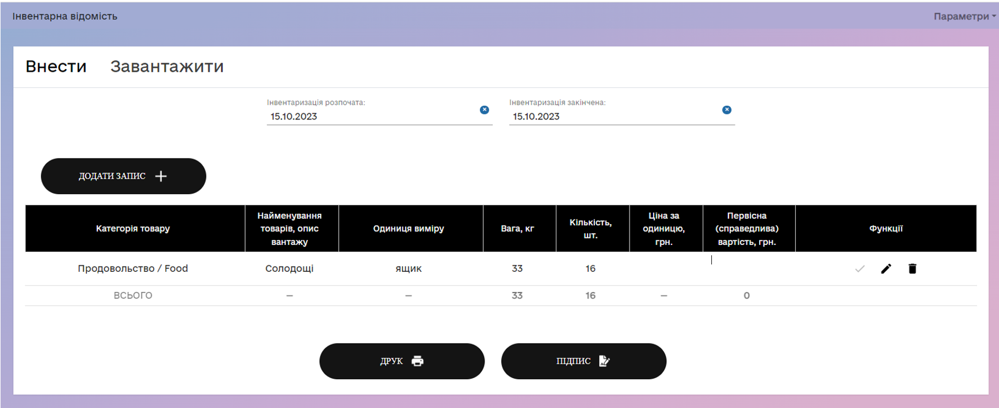 Інвентарна відомість
Параметри
Внести Завантажити
Інвентаризація розпочата:
15.10.2023
Інвентаризація закінчена:
15.10.2023
ДОДАТИ ЗАПИС
Категорія товару
Найменування
товарів, опис
вантажу
Одиниця виміру
Вага, кг
Кількість,
шт.
Ціна за
одиницю,
грн.
Первісна
(справедлива)
вартість, грн.
Функції
Продовольство / Food Солодощі ящик 33 16
ВСЬОГО – – 33 16 – 0
ДРУК
ПІДПИС